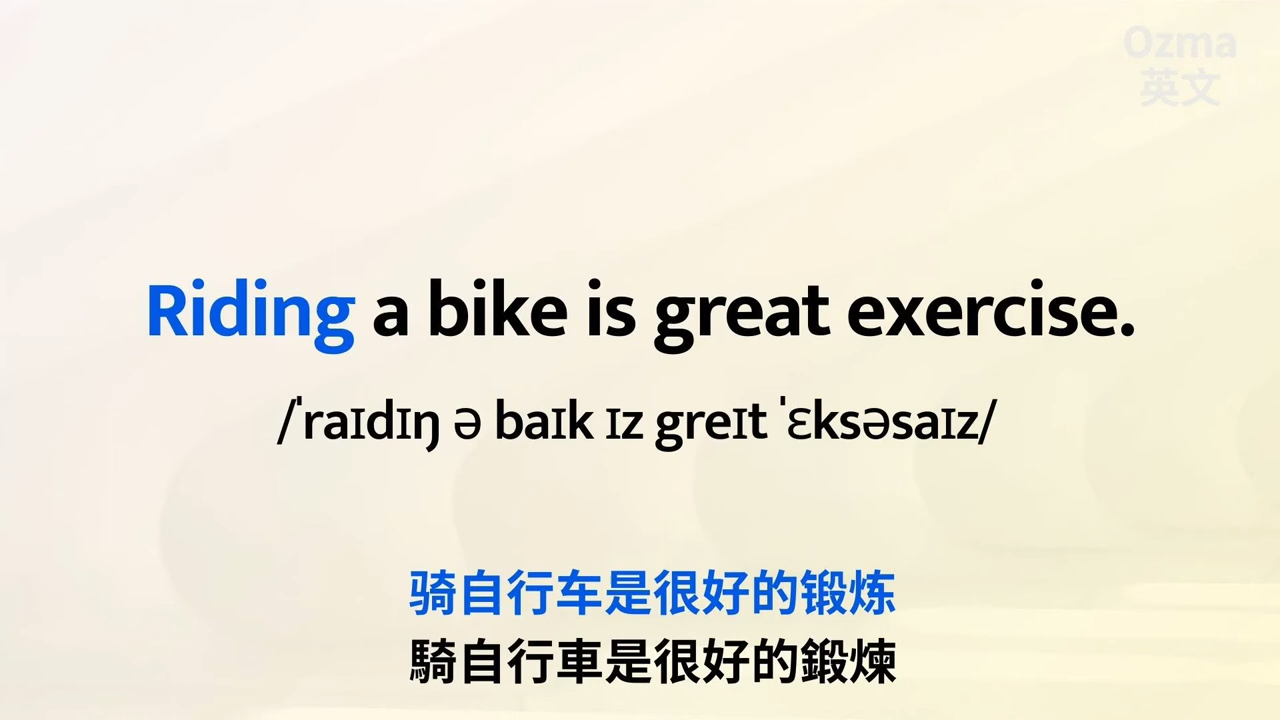 Ozma
英文
Riding a bike is great exercise.
/ˈraɪdɪŋ ə baɪk ɪz greɪt ˈɛksəsaɪz/
骑自行车是很好的锻炼
騎自行車是很好的鍛煉